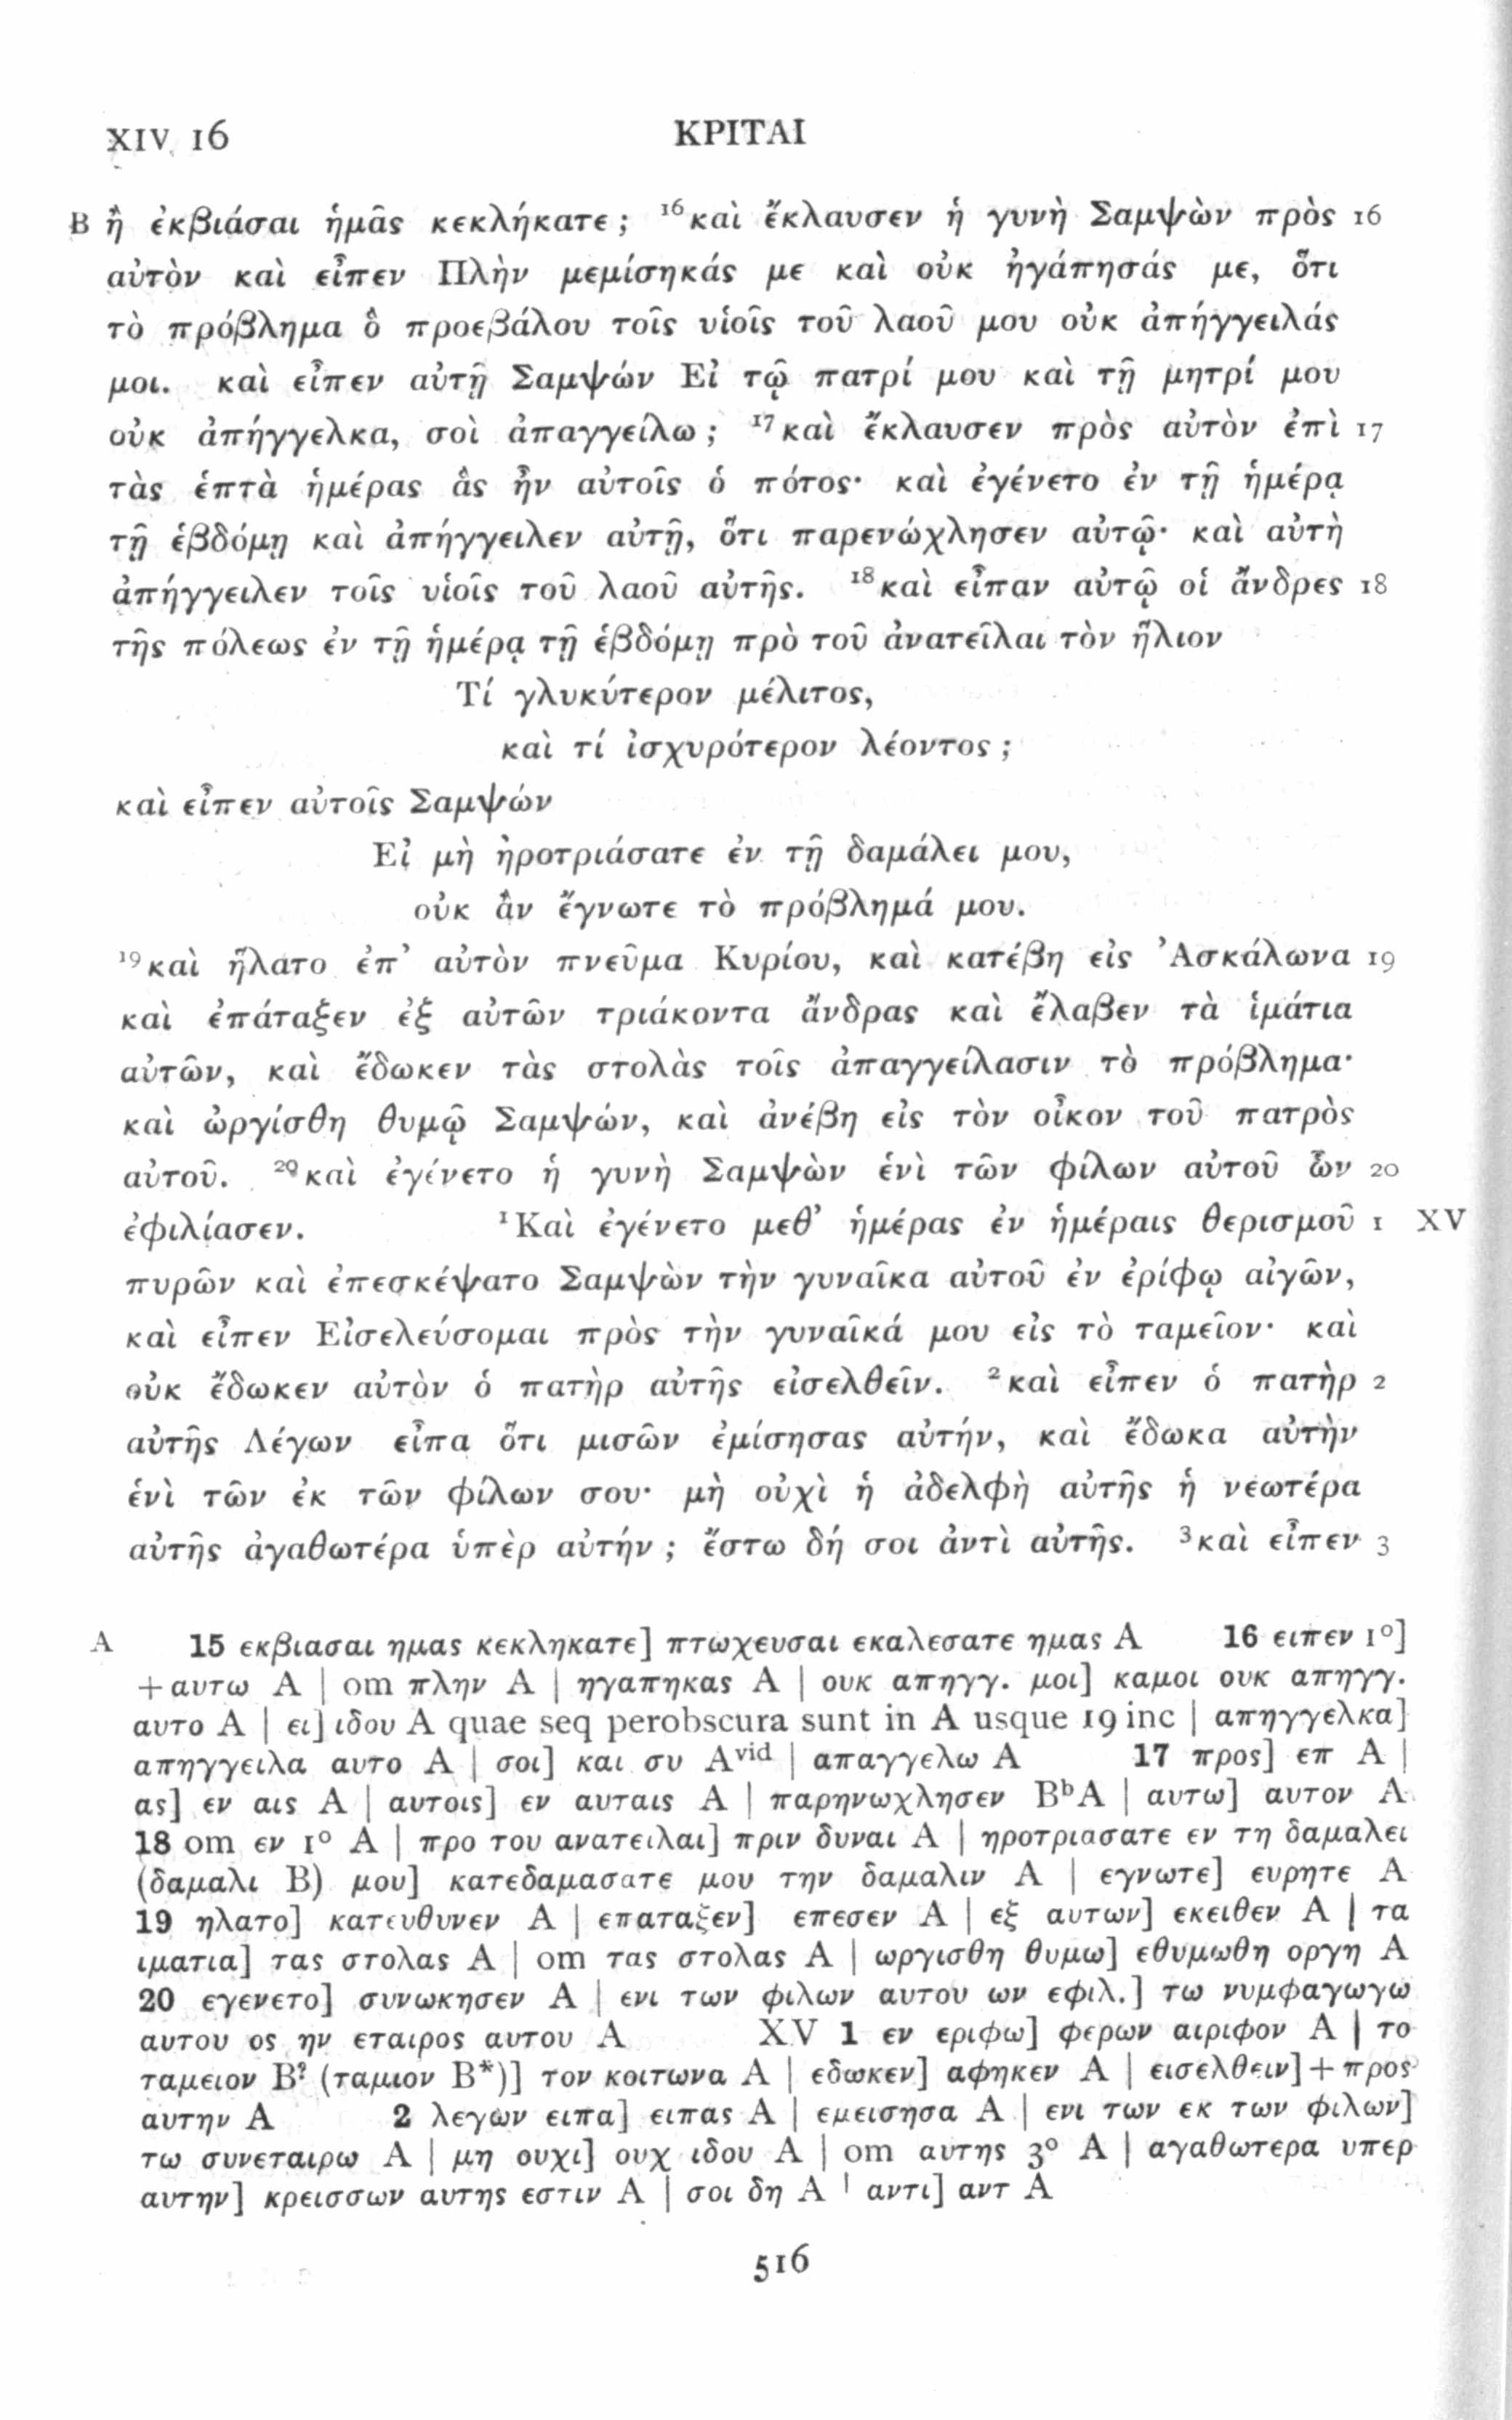 XIV 16 ΚΡΙΤΑΙ
B ἢ ἐκβιάσαι ἡμᾶς κεκλήκατε ; ¹⁶καὶ ἔκλαυσεν ἡ γυνὴ Σαμψὼν πρὸς 16
αὐτὸν καὶ εἶπεν Πλὴν μεμίσηκάς με καὶ οὐκ ἠγάπησάς με, ὅτι
τὸ πρόβλημα ὃ προεβάλου τοῖς υἱοῖς τοῦ λαοῦ μου οὐκ ἀπήγγειλάς
μοι. καὶ εἶπεν αὐτῇ Σαμψών Εἰ τῷ πατρί μου καὶ τῇ μητρί μου
οὐκ ἀπήγγελκα, σοὶ ἀπαγγείλω ; ¹⁷καὶ ἔκλαυσεν πρὸς αὐτὸν ἐπὶ 17
τὰς ἑπτὰ ἡμέρας ἃς ἦν αὐτοῖς ὁ πότος· καὶ ἐγένετο ἐν τῇ ἡμέρᾳ
τῇ ἑβδόμῃ καὶ ἀπήγγειλεν αὐτῇ, ὅτι παρενώχλησεν αὐτῷ· καὶ αὐτὴ
ἀπήγγειλεν τοῖς υἱοῖς τοῦ λαοῦ αὐτῆς. ¹⁸καὶ εἶπαν αὐτῷ οἱ ἄνδρες 18
τῆς πόλεως ἐν τῇ ἡμέρᾳ τῇ ἑβδόμῃ πρὸ τοῦ ἀνατεῖλαι τὸν ἥλιον
Τί γλυκύτερον μέλιτος,
καὶ τί ἰσχυρότερον λέοντος ;
καὶ εἶπεν αὐτοῖς Σαμψών
Εἰ μὴ ἠροτριάσατε ἐν τῇ δαμάλει μου,
οὐκ ἂν ἔγνωτε τὸ πρόβλημά μου.
¹⁹καὶ ἥλατο ἐπ’ αὐτὸν πνεῦμα Κυρίου, καὶ κατέβη εἰς Ἀσκάλωνα 19
καὶ ἐπάταξεν ἐξ αὐτῶν τριάκοντα ἄνδρας καὶ ἔλαβεν τὰ ἱμάτια
αὐτῶν, καὶ ἔδωκεν τὰς στολὰς τοῖς ἀπαγγείλασιν τὸ πρόβλημα·
καὶ ὠργίσθη θυμῷ Σαμψών, καὶ ἀνέβη εἰς τὸν οἶκον τοῦ πατρὸς
αὐτοῦ. ²⁰καὶ ἐγένετο ἡ γυνὴ Σαμψὼν ἑνὶ τῶν φίλων αὐτοῦ ὧν 20
ἐφιλίασεν. ¹Καὶ ἐγένετο μεθ’ ἡμέρας ἐν ἡμέραις θερισμοῦ 1 XV
πυρῶν καὶ ἐπεσκέψατο Σαμψὼν τὴν γυναῖκα αὐτοῦ ἐν ἐρίφῳ αἰγῶν,
καὶ εἶπεν Εἰσελεύσομαι πρὸς τὴν γυναῖκά μου εἰς τὸ ταμεῖον· καὶ
οὐκ ἔδωκεν αὐτὸν ὁ πατὴρ αὐτῆς εἰσελθεῖν. ²καὶ εἶπεν ὁ πατὴρ 2
αὐτῆς Λέγων εἶπα ὅτι μισῶν ἐμίσησας αὐτήν, καὶ ἔδωκα αὐτὴν
ἑνὶ τῶν ἐκ τῶν φίλων σου· μὴ οὐχὶ ἡ ἀδελφὴ αὐτῆς ἡ νεωτέρα
αὐτῆς ἀγαθωτέρα ὑπὲρ αὐτήν ; ἔστω δή σοι ἀντὶ αὐτῆς. ³καὶ εἶπεν 3
A 15 εκβιασαι ημας κεκληκατε] πτωχευσαι εκαλεσατε ημας A 16 ειπεν 1°]
+αυτω A | om πλην A | ηγαπηκας A | ουκ απηγγ. μοι] καμοι ουκ απηγγ.
αυτο A | ει] ιδου A quae seq perobscura sunt in A usque 19 inc | απηγγελκα]
απηγγειλα αυτο A | σοι] και συ Aᵛⁱᵈ | απαγγελω A 17 προς] επ A |
ας] εν αις A | αυτοις] εν αυταις A | παρηνωχλησεν BᵇA | αυτω] αυτον A
18 om εν 1° A | προ του ανατειλαι] πριν δυναι A | ηροτριασατε εν τη δαμαλει
(δαμαλι B) μου] κατεδαμασατε μου την δαμαλιν A | εγνωτε] ευρητε A
19 ηλατο] κατευθυνεν A | επαταξεν] επεσεν A | εξ αυτων] εκειθεν A | τα
ιματια] τας στολας A | om τας στολας A | ωργισθη θυμω] εθυμωθη οργη A
20 εγενετο] συνωκησεν A | ενι των φιλων αυτου ων εφιλ.] τω νυμφαγωγω
αυτου ος ην εταιρος αυτου A XV 1 εν εριφω] φερων αιριφον A | το
ταμειον B? (ταμιον B*)] τον κοιτωνα A | εδωκεν] αφηκεν A | εισελθειν]+προς
αυτην A 2 λεγων ειπα] ειπας A | εμεισησα A | ενι των εκ των φιλων]
τω συνεταιρω A | μη ουχι] ουχ ιδου A | om αυτης 3° A | αγαθωτερα υπερ
αυτην] κρεισσων αυτης εστιν A | σοι δη A | αντι] αντ A
516